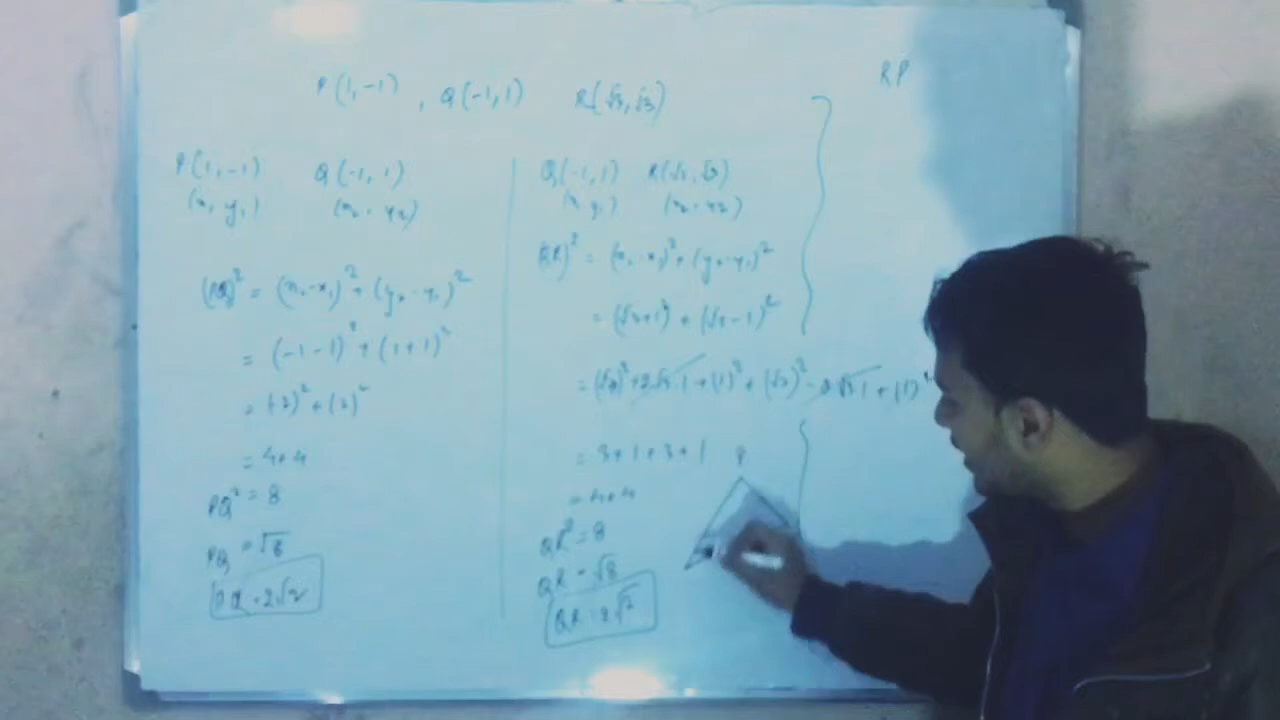 P(1,-1) , Q(-1,1) R(√3,√3)
P(1,-1) Q(-1,1)
(x₁ y₁) (x₂, y₂)
(PQ)² = (x₂-x₁)² + (y₂-y₁)²
= (-1-1)² + (1+1)²
= (-2)² + (2)²
= 4+4
PQ² = 8
PQ = √8
PQ = 2√2
Q(-1,1) R(√3,√3)
(x₁ y₁) (x₂, y₂)
(QR)² = (x₂-x₁)² + (y₂-y₁)²
= (√3+1)² + (√3-1)²
= (√3)² + 2√3·1 + (1)² + (√3)² - 2√3·1 + (1)²
= 3+1+3+1
= 4+4
QR² = 8
QR = √8
QR = 2√2
P
RP